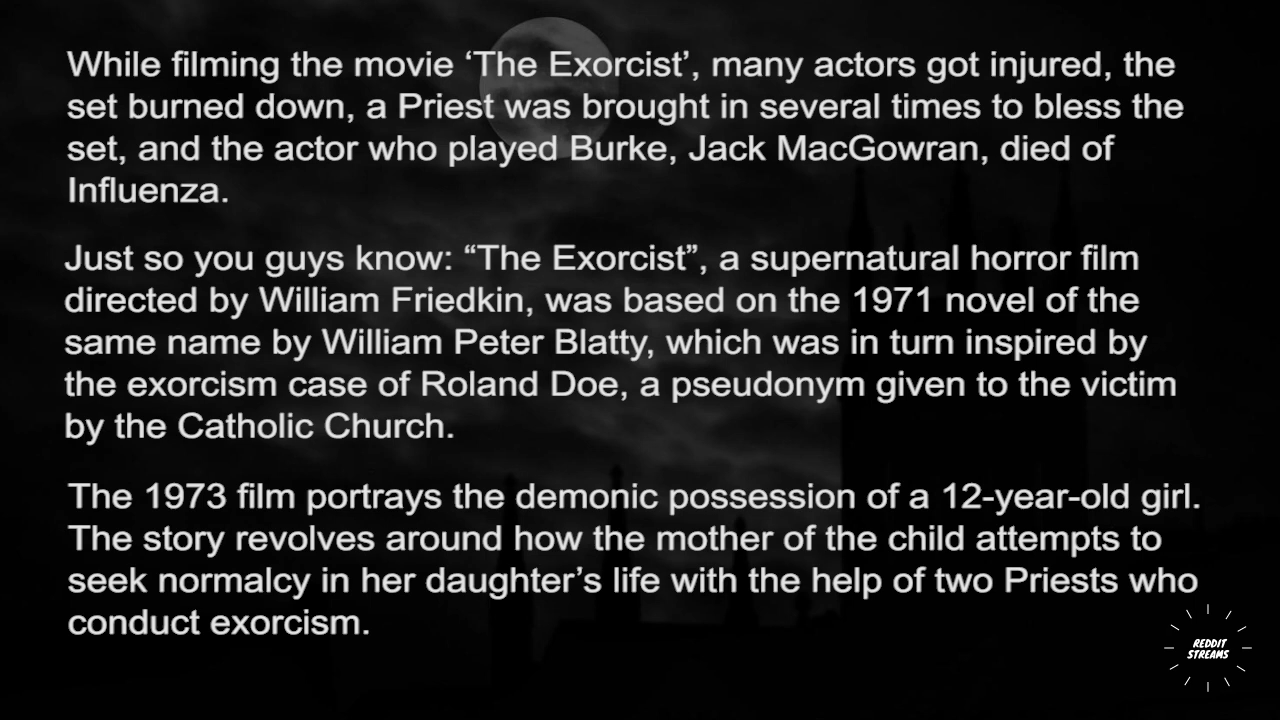 While filming the movie ‘The Exorcist’, many actors got injured, the
set burned down, a Priest was brought in several times to bless the
set, and the actor who played Burke, Jack MacGowran, died of
Influenza.
Just so you guys know: “The Exorcist”, a supernatural horror film
directed by William Friedkin, was based on the 1971 novel of the
same name by William Peter Blatty, which was in turn inspired by
the exorcism case of Roland Doe, a pseudonym given to the victim
by the Catholic Church.
The 1973 film portrays the demonic possession of a 12-year-old girl.
The story revolves around how the mother of the child attempts to
seek normalcy in her daughter’s life with the help of two Priests who
conduct exorcism.
REDDIT
STREAMS